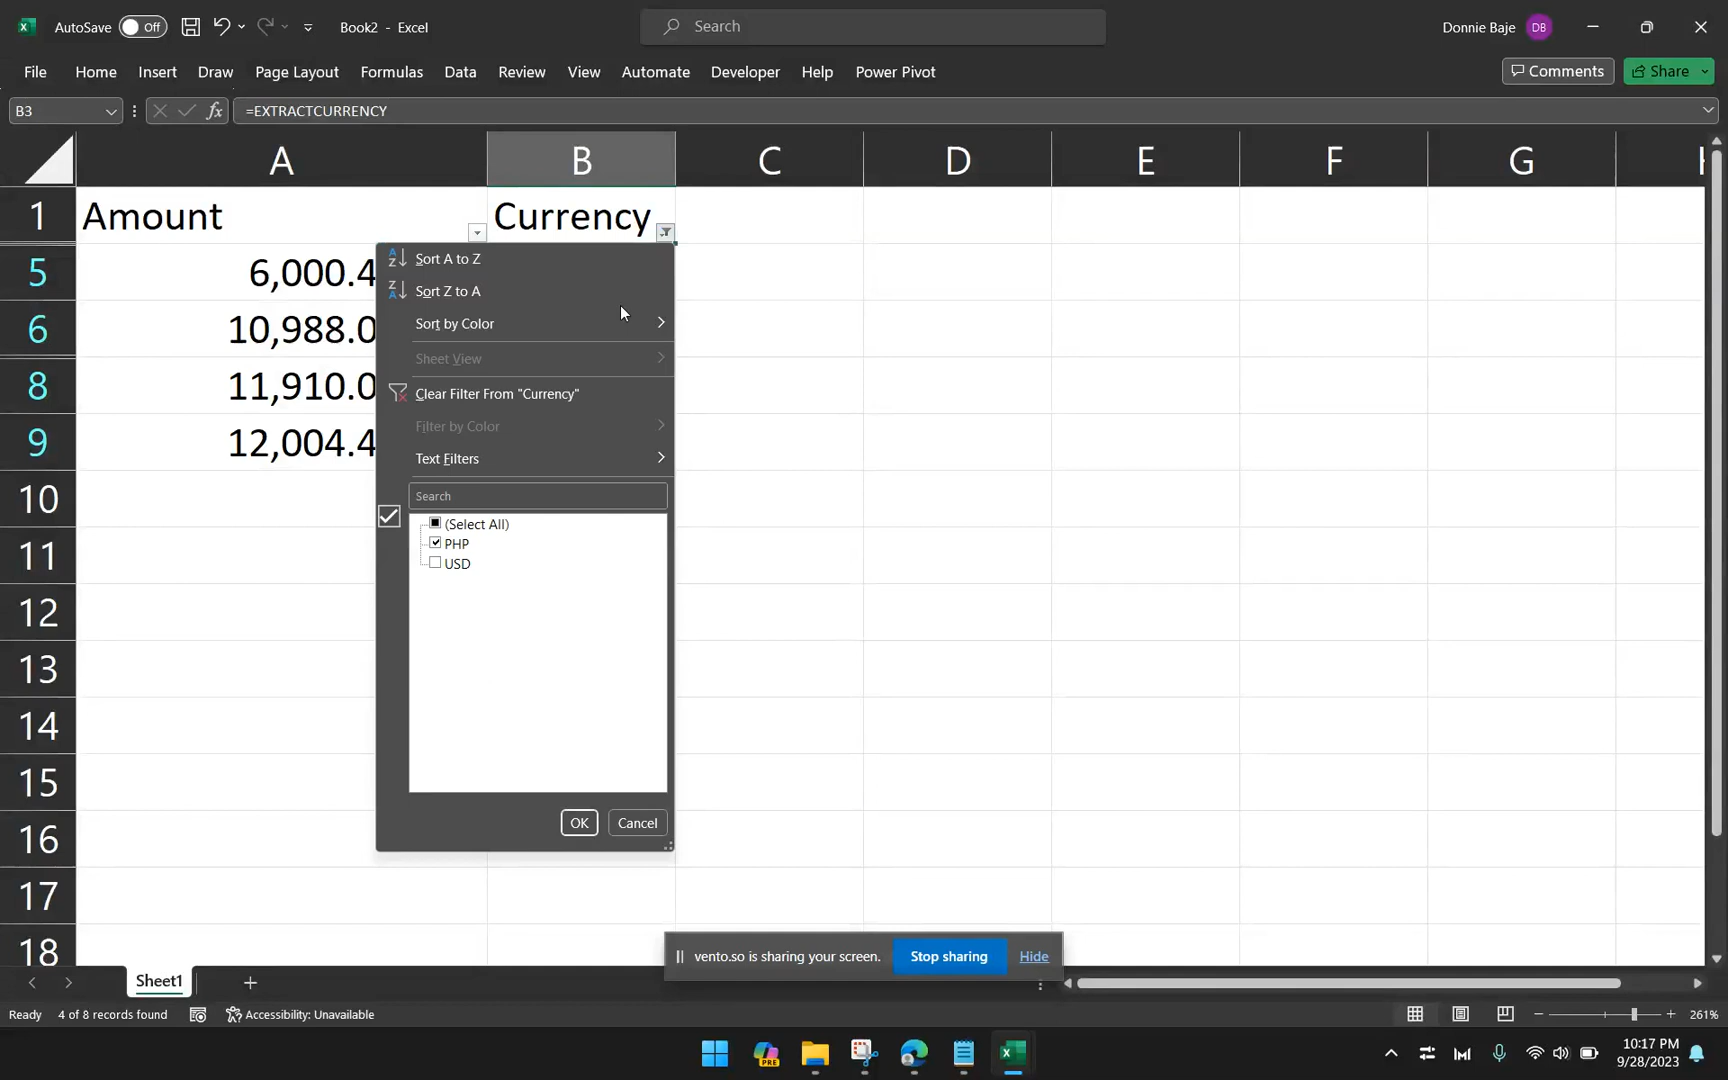 AutoSave Off Book2 - Excel Search Donnie Baje DB
File Home Insert Draw Page Layout Formulas Data Review View Automate Developer Help Power Pivot Comments Share
B3 fx =EXTRACTCURRENCY
A B C D E F G
1 Amount Currency
5 6,000.4
6 10,988.0
8 11,910.0
9 12,004.4
10
11
12
13
14
15
16
17
18
Sort A to Z
Sort Z to A
Sort by Color
Sheet View
Clear Filter From "Currency"
Filter by Color
Text Filters
Search
(Select All)
PHP
USD
OK Cancel
vento.so is sharing your screen. Stop sharing Hide
Sheet1
Ready 4 of 8 records found Accessibility: Unavailable 261%
PRE
10:17 PM
9/28/2023